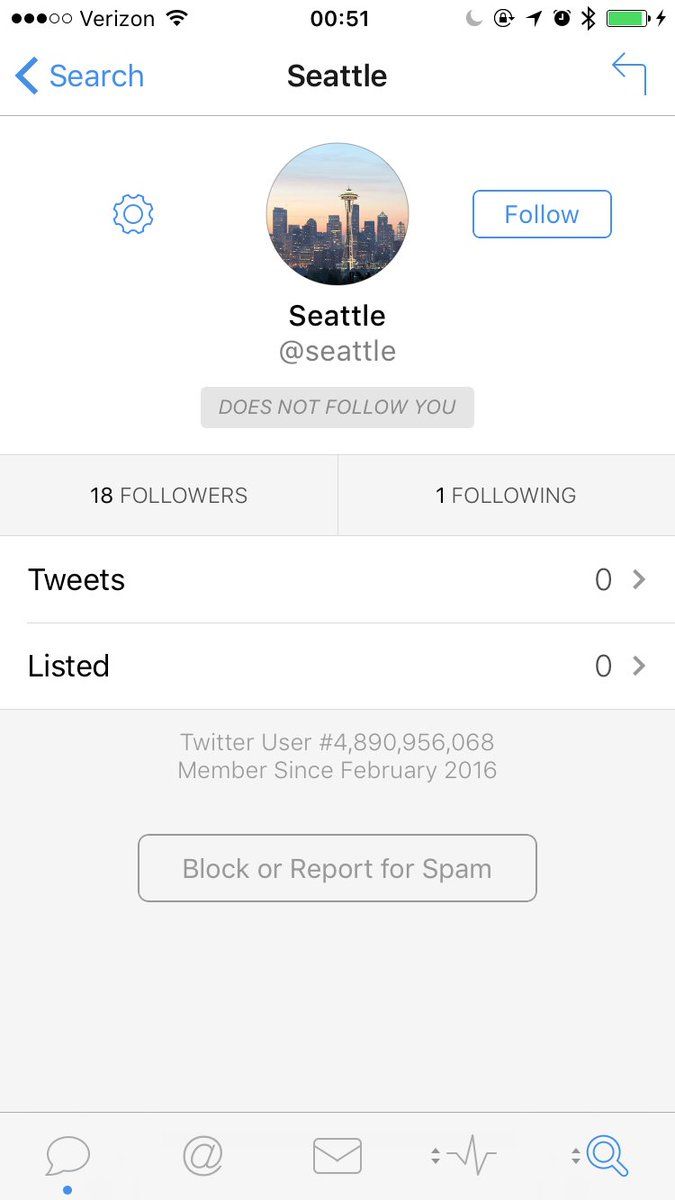 Verizon 00:51
Search Seattle
Follow
Seattle
@seattle
DOES NOT FOLLOW YOU
18 FOLLOWERS 1 FOLLOWING
Tweets 0
Listed 0
Twitter User #4,890,956,068
Member Since February 2016
Block or Report for Spam
@